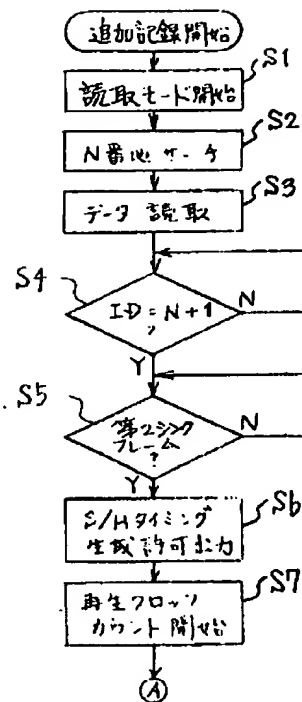 追加記録開始
S1
読取モード開始
S2
N番地サーチ
S3
データ読取
S4
ID=N+1
?
N
Y
S5
第2シンク
フレーム
?
N
Y
S6
S/Hタイミング
生成許可出力
S7
再生クロック
カウント開始
A